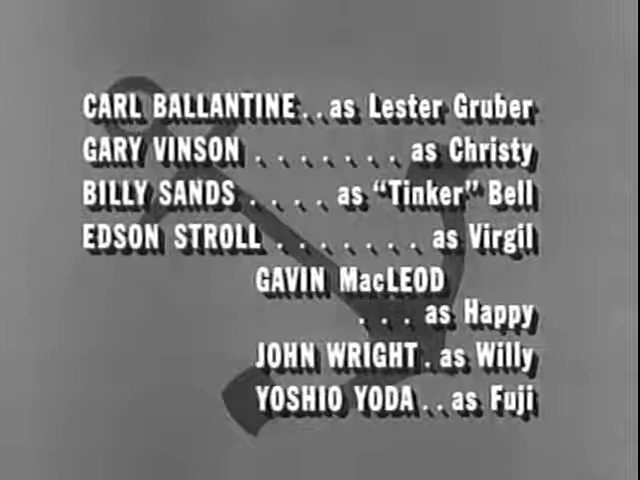 CARL BALLANTINE . . as Lester Gruber
GARY VINSON . . . . . . . as Christy
BILLY SANDS . . . . as “Tinker” Bell
EDSON STROLL . . . . . . . as Virgil
GAVIN MacLEOD
. . . as Happy
JOHN WRIGHT . as Willy
YOSHIO YODA . . as Fuji